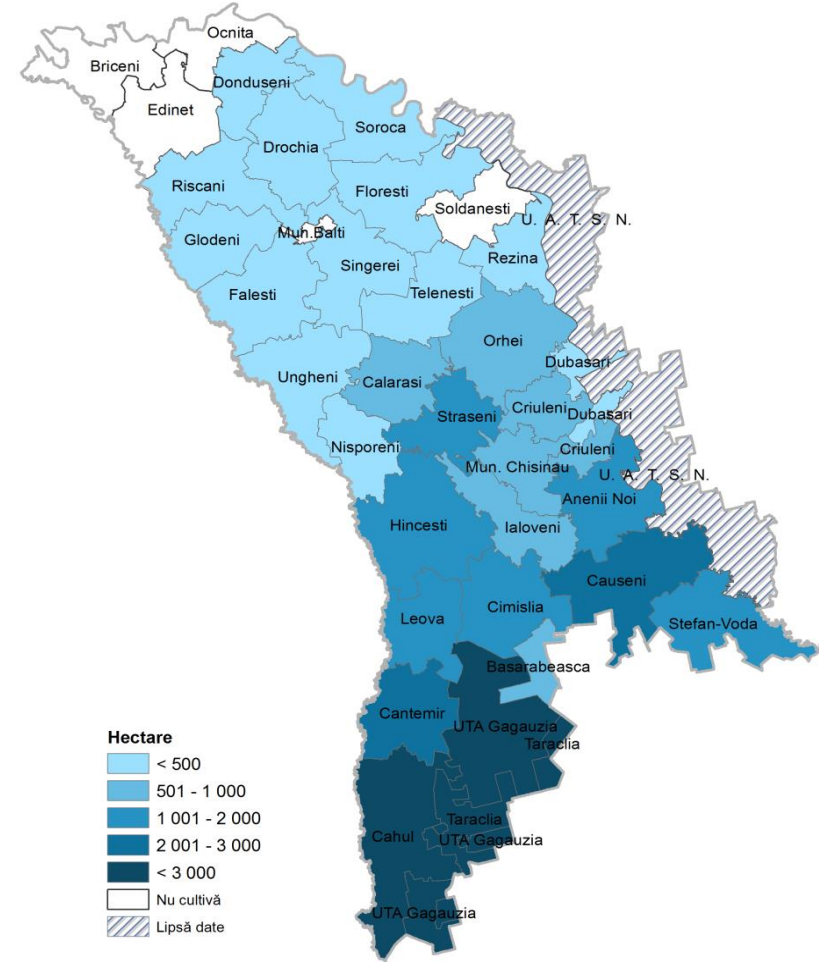 Ocnita
Briceni
Donduseni
Edinet
Soroca
Drochia
Riscani
Floresti
Soldanesti
U. A. T. S. N.
Mun.Balti
Glodeni
Rezina
Singerei
Telenesti
Falesti
Orhei
Dubasari
Ungheni
Calarasi
Criuleni
Dubasari
Straseni
Nisporeni
Criuleni
Mun. Chisinau
U. A. T. S. N.
Anenii Noi
Hincesti
Ialoveni
Causeni
Cimislia
Leova
Stefan-Voda
Basarabeasca
Cantemir
UTA Gagauzia
Taraclia
Taraclia
Cahul
UTA Gagauzia
UTA Gagauzia
Hectare
< 500
501 - 1 000
1 001 - 2 000
2 001 - 3 000
< 3 000
Nu cultivă
Lipsă date